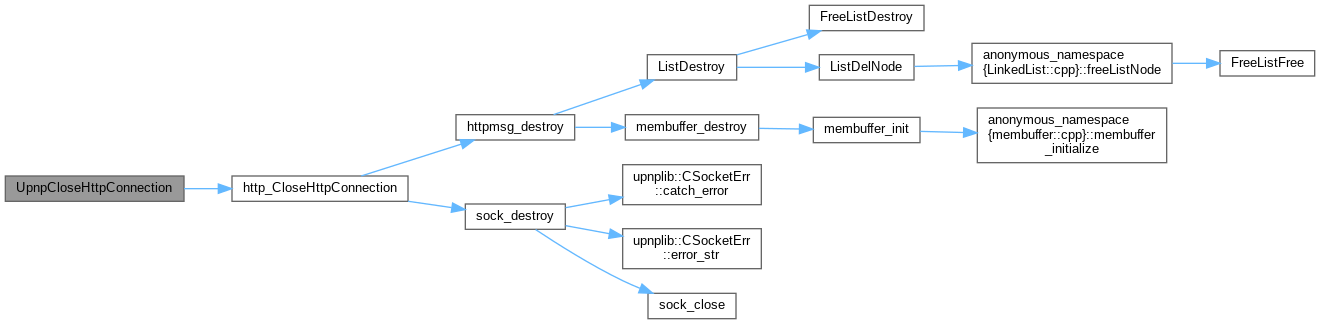 UpnpCloseHttpConnection
http_CloseHttpConnection
httpmsg_destroy
ListDestroy
FreeListDestroy
ListDelNode
anonymous_namespace
{LinkedList::cpp}::freeListNode
FreeListFree
membuffer_destroy
membuffer_init
anonymous_namespace
{membuffer::cpp}::membuffer
_initialize
sock_destroy
upnplib::CSocketErr
::catch_error
upnplib::CSocketErr
::error_str
sock_close